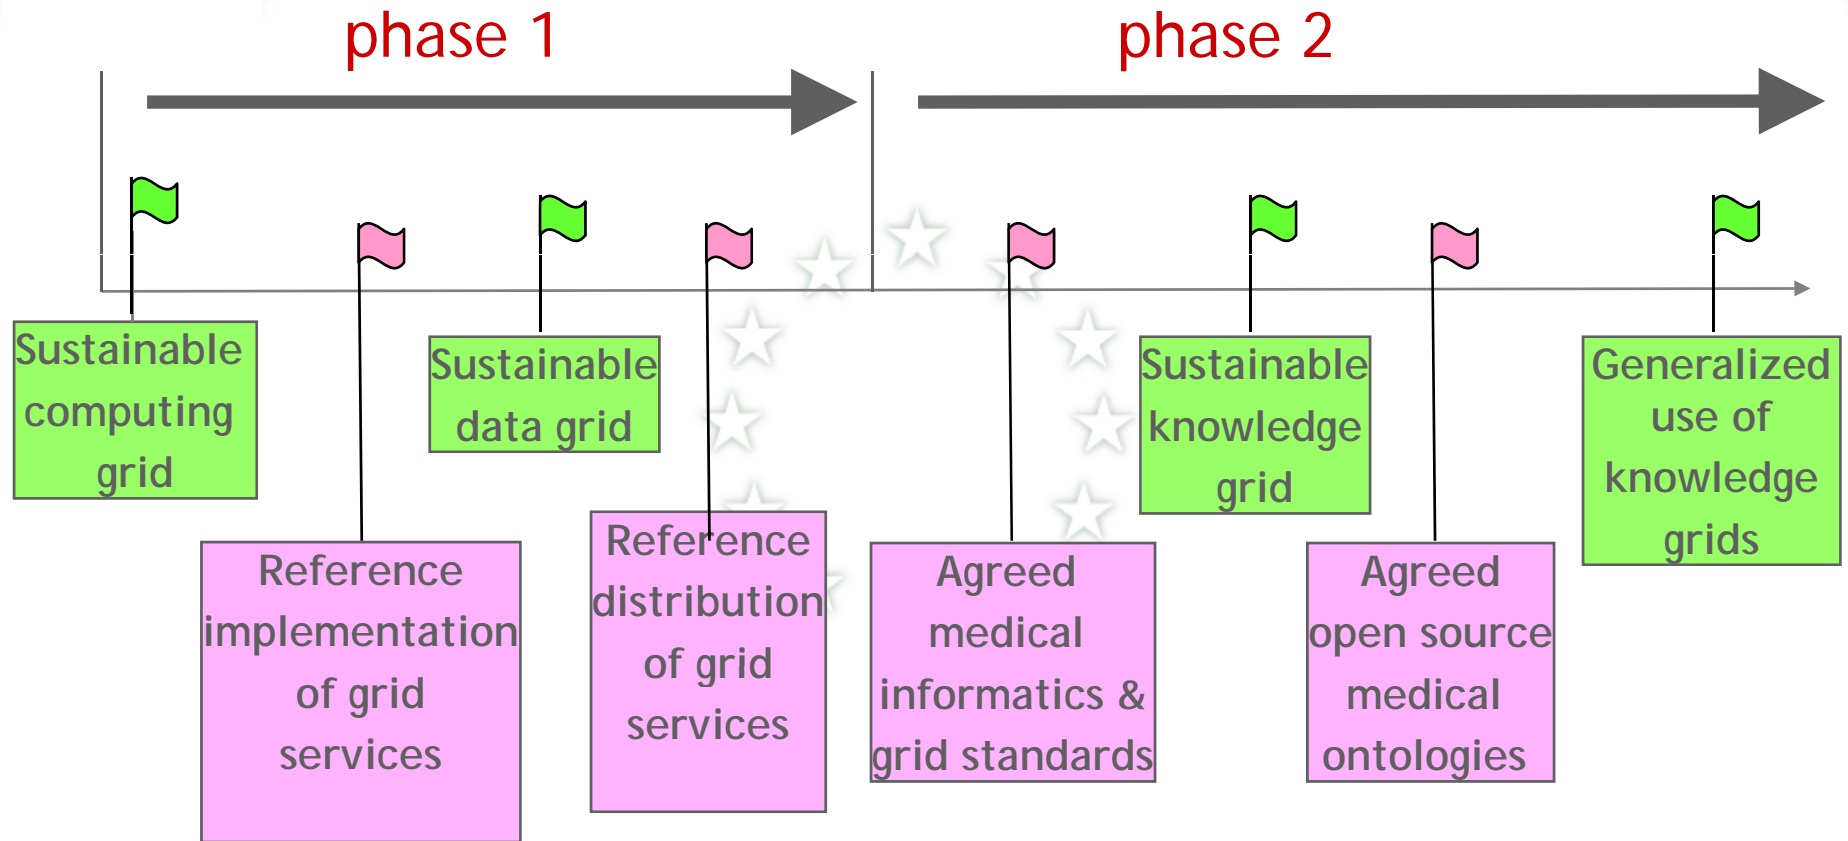 phase 1
phase 2
Sustainable
computing
grid
Reference
implementation
of grid
services
Sustainable
data grid
Reference
distribution
of grid
services
Agreed
medical
informatics &
grid standards
Sustainable
knowledge
grid
Agreed
open source
medical
ontologies
Generalized
use of
knowledge
grids